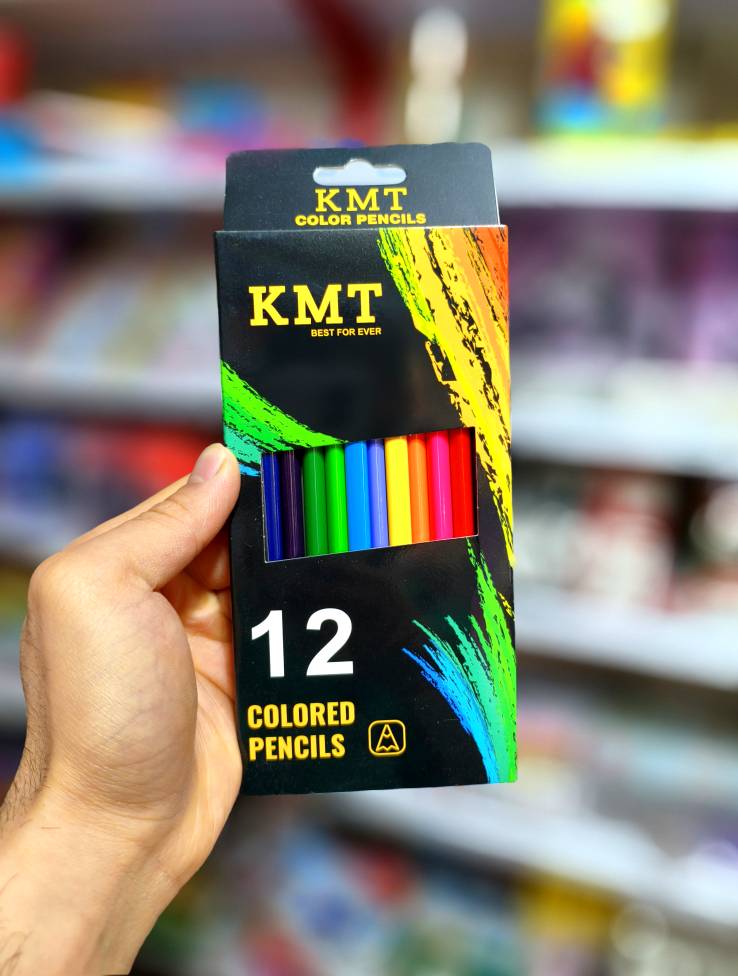 KMT
COLOR PENCILS
KMT
BEST FOR EVER
12
COLORED
PENCILS